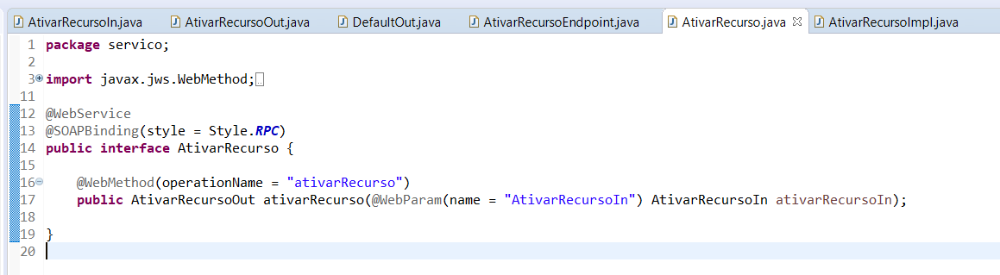 AtivarRecursoIn.java AtivarRecursoOut.java DefaultOut.java AtivarRecursoEndpoint.java AtivarRecurso.java AtivarRecursoImpl.java
1 package servico;
2
3 import javax.jws.WebMethod;
11
12 @WebService
13 @SOAPBinding(style = Style.RPC)
14 public interface AtivarRecurso {
15
16 @WebMethod(operationName = "ativarRecurso")
17 public AtivarRecursoOut ativarRecurso(@WebParam(name = "AtivarRecursoIn") AtivarRecursoIn ativarRecursoIn);
18
19 }
20